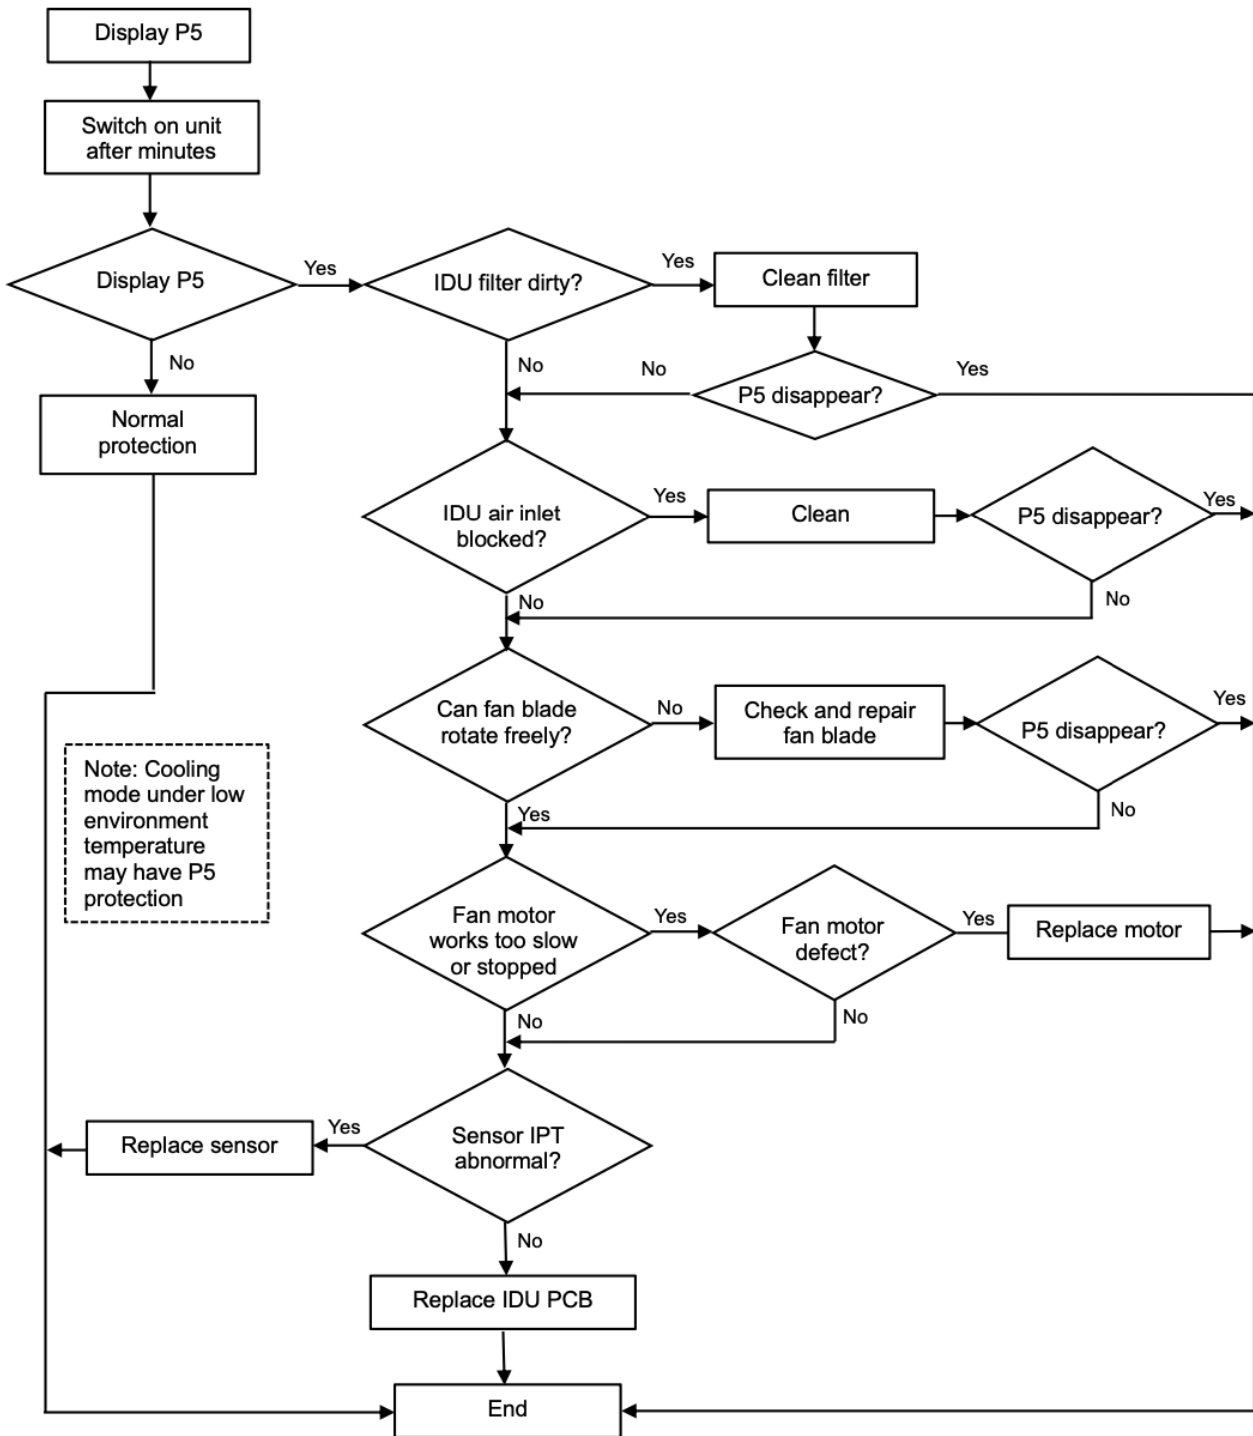 Display P5
Switch on unit
after minutes
Display P5
Yes
IDU filter dirty?
Yes
Clean filter
No
No
No
P5 disappear?
Yes
Normal
protection
IDU air inlet
blocked?
Yes
Clean
P5 disappear?
Yes
No
No
Can fan blade
rotate freely?
No
Check and repair
fan blade
P5 disappear?
Yes
Note: Cooling
mode under low
environment
temperature
may have P5
protection
Yes
No
Fan motor
works too slow
or stopped
Yes
Fan motor
defect?
Yes
Replace motor
No
No
Replace sensor
Yes
Sensor IPT
abnormal?
No
Replace IDU PCB
End